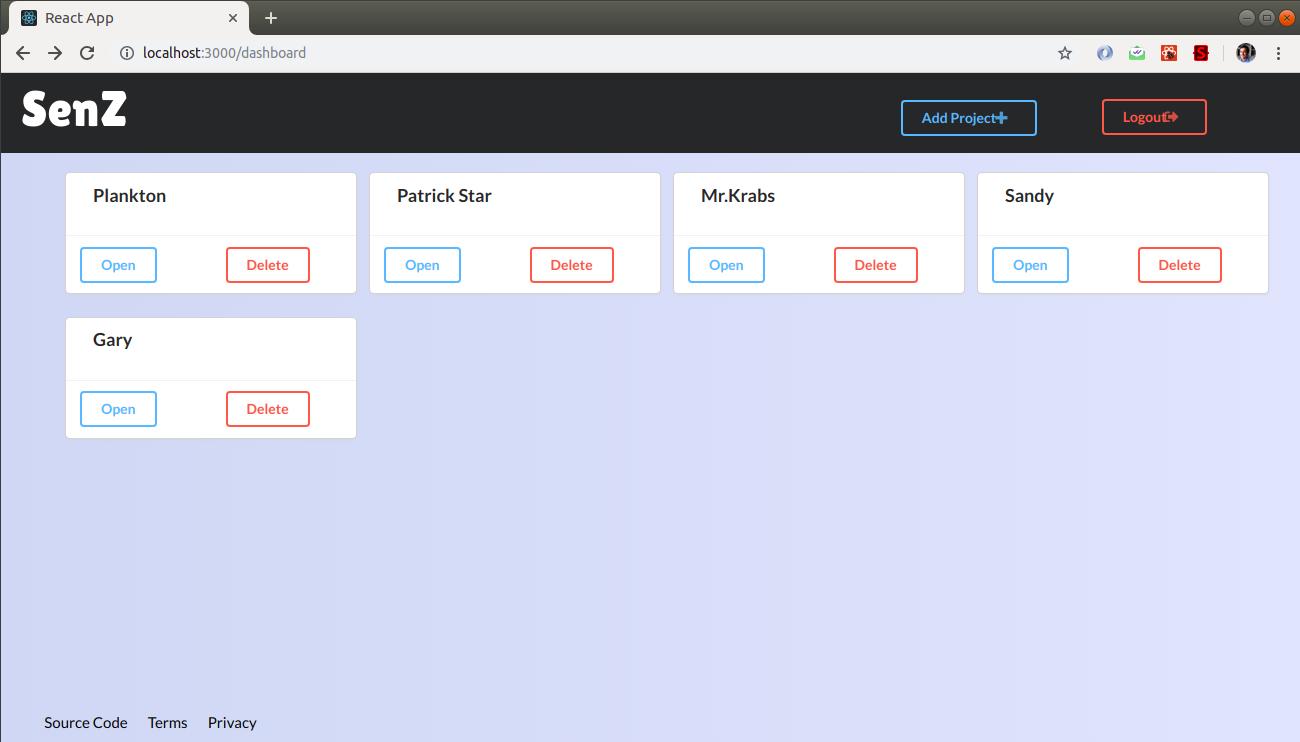 React App
localhost:3000/dashboard
SenZ
Add Project
Logout
Plankton
Patrick Star
Mr.Krabs
Sandy
Open Delete Open Delete Open Delete Open Delete
Gary
Open Delete
Source Code Terms Privacy